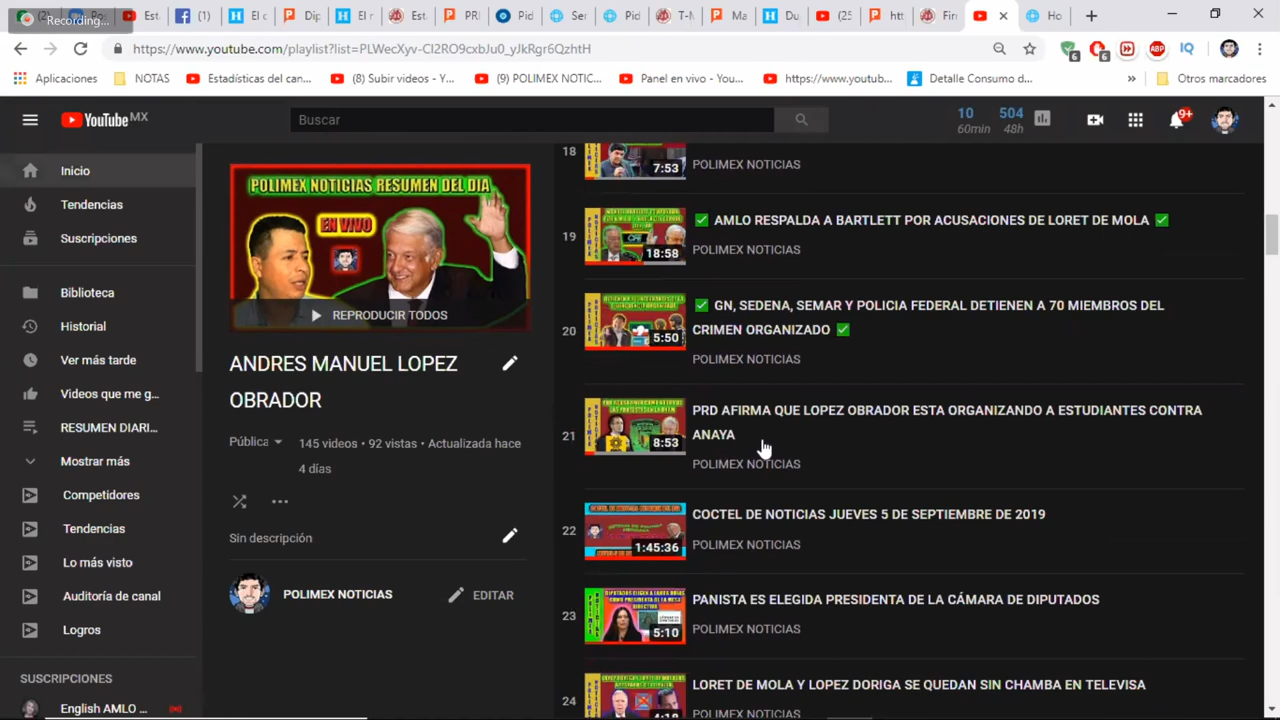 Recording...
Est
(1)
El c
Dip
El n
Est
PRI
Pid
Ser
Pid
T-M
Ma
Du
(25
htt
Fir
Ho
https://www.youtube.com/playlist?list=PLWecXyv-Cl2RO9cxbJu0_yJkRgr6QzhtH
6
6
ABP
IQ
Aplicaciones
NOTAS
Estadísticas del can...
(8) Subir videos - Y...
(9) POLIMEX NOTIC...
Panel en vivo - You...
https://www.youtub...
Detalle Consumo d...
»
Otros marcadores
YouTube MX
Buscar
10
60min
504
48h
9+
Inicio
Tendencias
Suscripciones
Biblioteca
Historial
Ver más tarde
Videos que me g...
RESUMEN DIARI...
Mostrar más
Competidores
Tendencias
Lo más visto
Auditoría de canal
Logros
SUSCRIPCIONES
English AMLO ...
POLIMEX NOTICIAS RESUMEN DEL DIA
EN VIVO
REPRODUCIR TODOS
ANDRES MANUEL LOPEZ
OBRADOR
Pública
145 videos • 92 vistas • Actualizada hace
4 días
Sin descripción
POLIMEX NOTICIAS
EDITAR
18
7:53
POLIMEX NOTICIAS
19
18:58
✅ AMLO RESPALDA A BARTLETT POR ACUSACIONES DE LORET DE MOLA ✅
POLIMEX NOTICIAS
20
5:50
✅ GN, SEDENA, SEMAR Y POLICIA FEDERAL DETIENEN A 70 MIEMBROS DEL
CRIMEN ORGANIZADO ✅
POLIMEX NOTICIAS
21
8:53
PRD AFIRMA QUE LOPEZ OBRADOR ESTA ORGANIZANDO A ESTUDIANTES CONTRA
ANAYA
POLIMEX NOTICIAS
22
1:45:36
COCTEL DE NOTICIAS JUEVES 5 DE SEPTIEMBRE DE 2019
POLIMEX NOTICIAS
23
5:10
PANISTA ES ELEGIDA PRESIDENTA DE LA CÁMARA DE DIPUTADOS
POLIMEX NOTICIAS
24
4:18
LORET DE MOLA Y LOPEZ DORIGA SE QUEDAN SIN CHAMBA EN TELEVISA
POLIMEX NOTICIAS